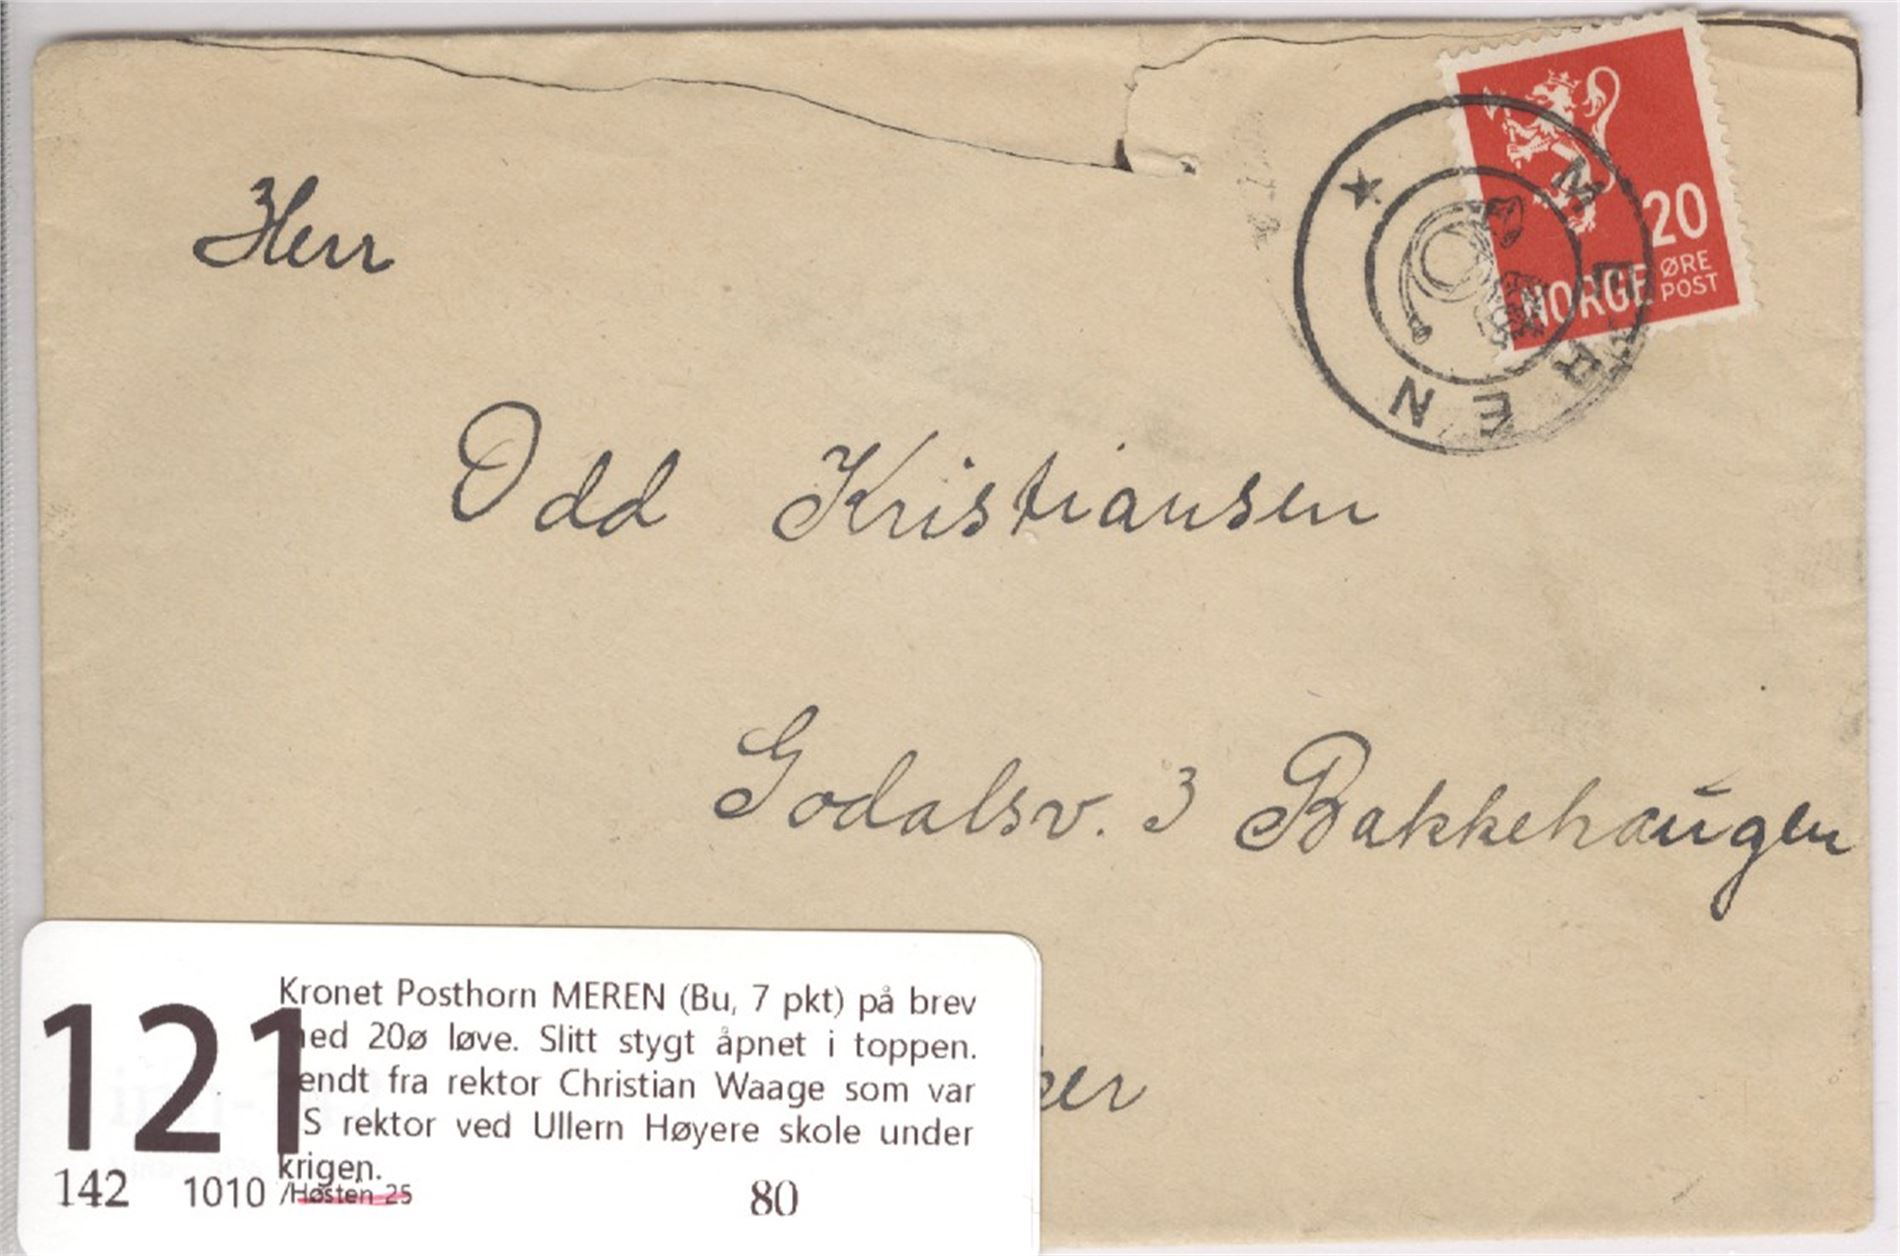 20
NORGE ØRE POST
MEREN
Herr
Odd Kristiansen
Godalsv. 3 Bakkehaugen
121
Kronet Posthorn MEREN (Bu, 7 pkt) på brev
med 20ø løve. Slitt stygt åpnet i toppen.
endt fra rektor Christian Waage som var
S rektor ved Ullern Høyere skole under
krigen.
142 1010 /Høsten 25 80